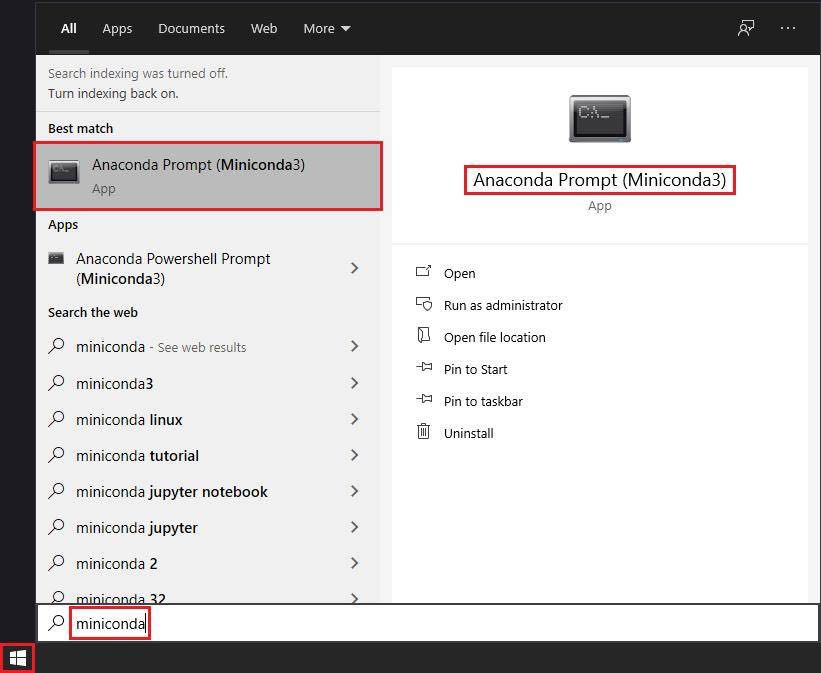 All Apps Documents Web More
Search indexing was turned off.
Turn indexing back on.
Best match
Anaconda Prompt (Miniconda3)
App
Apps
Anaconda Powershell Prompt
(Miniconda3)
Search the web
miniconda - See web results
miniconda3
miniconda linux
miniconda tutorial
miniconda jupyter notebook
miniconda jupyter
miniconda 2
miniconda 32
C:\_
Anaconda Prompt (Miniconda3)
App
Open
Run as administrator
Open file location
Pin to Start
Pin to taskbar
Uninstall
miniconda